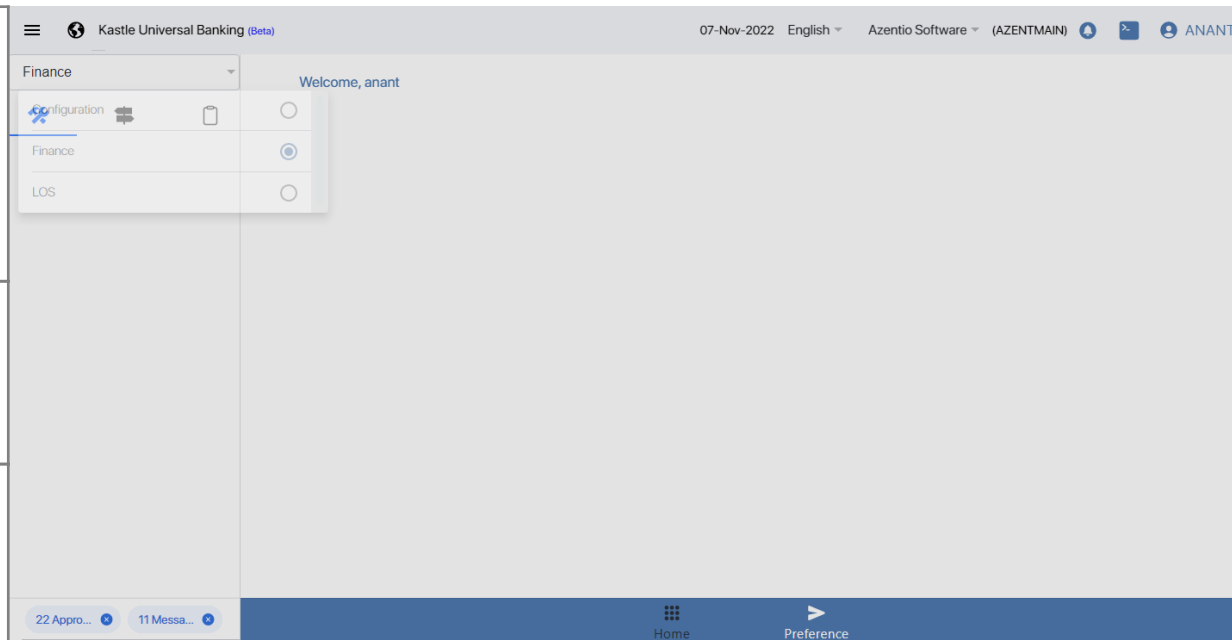 Kastle Universal Banking (Beta) 07-Nov-2022 English Azentio Software (AZENTMAIN) ANANT
Finance
Welcome, anant
Configuration
Finance
LOS
22 Appro... 11 Messa...
Home Preference